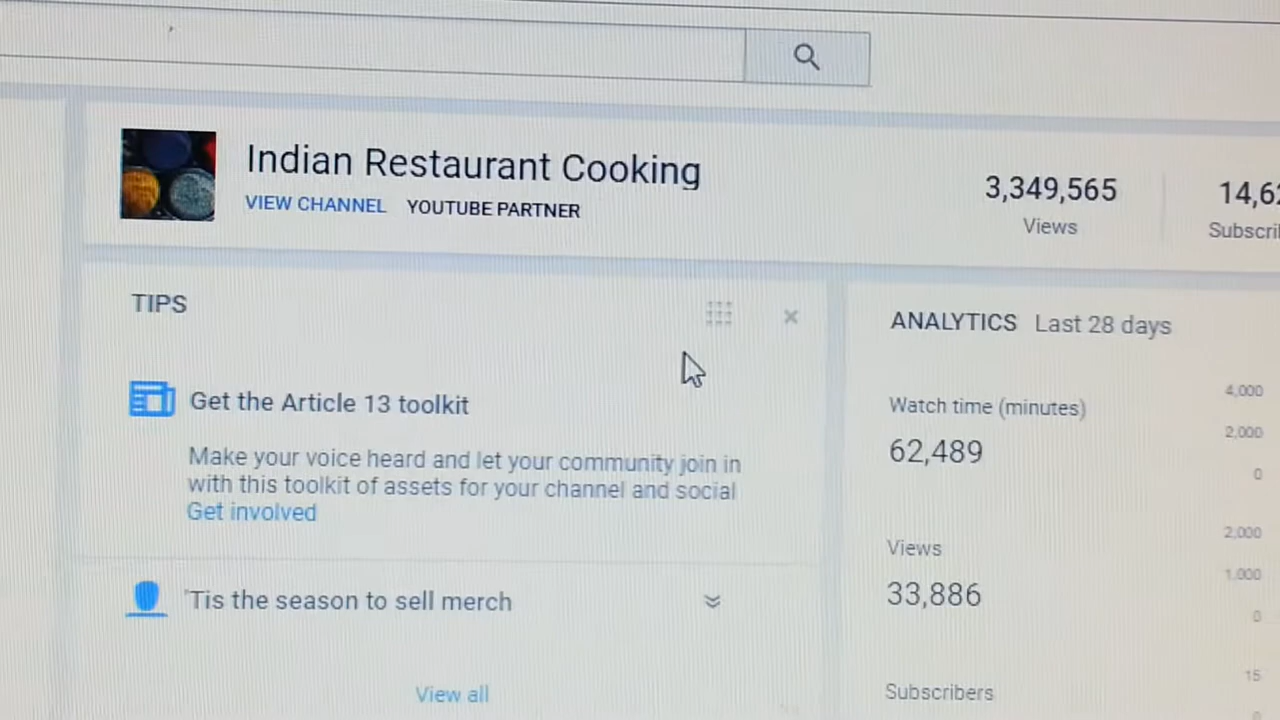 Indian Restaurant Cooking
VIEW CHANNEL YOUTUBE PARTNER
3,349,565
Views
TIPS
Get the Article 13 toolkit
Make your voice heard and let your community join in
with this toolkit of assets for your channel and social
Get involved
'Tis the season to sell merch
View all
ANALYTICS Last 28 days
Watch time (minutes)
62,489
4,000
2,000
0
Views
33,886
2,000
1,000
0
Subscribers
15